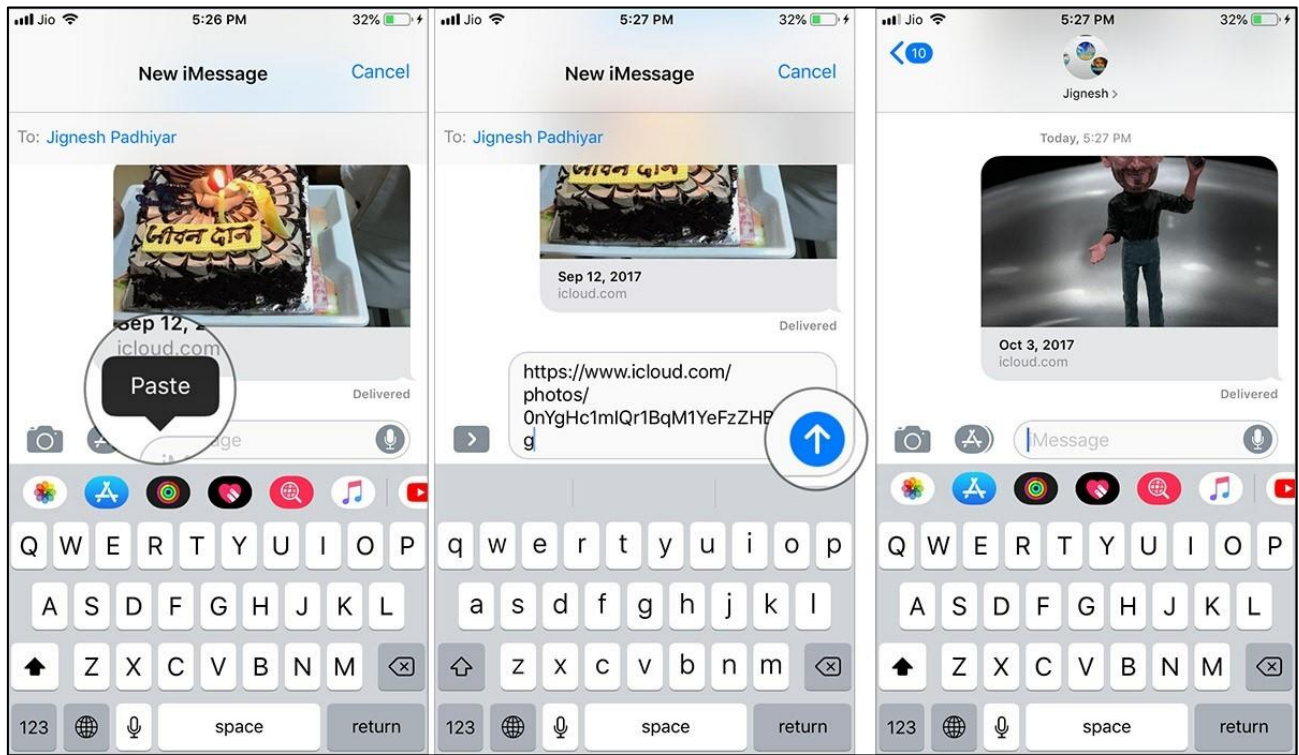 Jio 5:26 PM 32%
New iMessage Cancel
To: Jignesh Padhiyar
जीवन दान
Sep 12, 2
icloud.com
Paste
Delivered
Q W E R T Y U I O P
A S D F G H J K L
Z X C V B N M
123 space return
Jio 5:27 PM 32%
New iMessage Cancel
To: Jignesh Padhiyar
जीवन दान
Sep 12, 2017
icloud.com
Delivered
https://www.icloud.com/
photos/
0nYgHc1mIQr1BqM1YeFzZHB
g
q w e r t y u i o p
a s d f g h j k l
z x c v b n m
123 space return
Jio 5:27 PM 32%
10
Jignesh >
Today, 5:27 PM
Oct 3, 2017
icloud.com
iMessage
Q W E R T Y U I O P
A S D F G H J K L
Z X C V B N M
123 space return